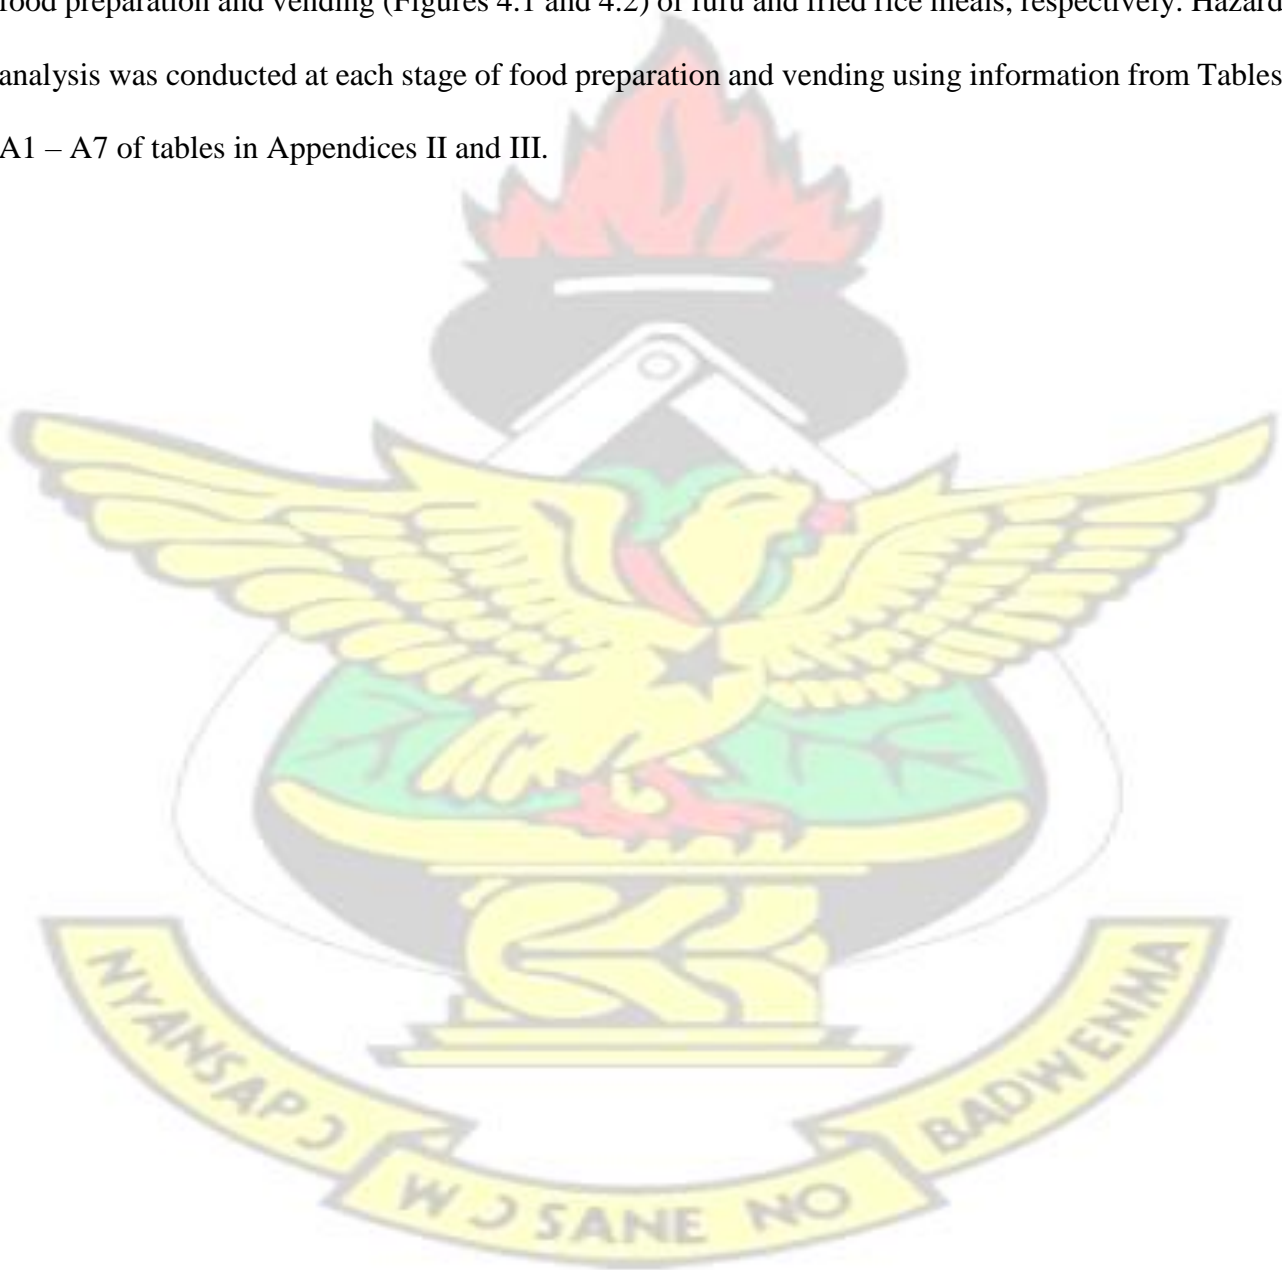 food preparation and vending (Figures 4.1 and 4.2) of fufu and fried rice meals, respectively. Hazard
analysis was conducted at each stage of food preparation and vending using information from Tables
A1 – A7 of tables in Appendices II and III.
NYANSAPƆ
WƆSANE NO
BADWENMA